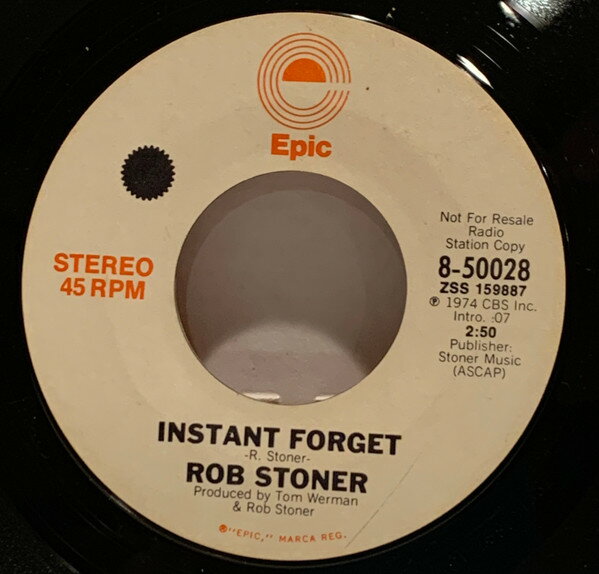 Epic
STEREO
45 RPM
Not For Resale
Radio
Station Copy
8-50028
ZSS 159887
℗ 1974 CBS Inc.
Intro. :07
2:50
Publisher:
Stoner Music
(ASCAP)
INSTANT FORGET
-R. Stoner-
ROB STONER
Produced by Tom Werman
& Rob Stoner
®"EPIC," MARCA REG.